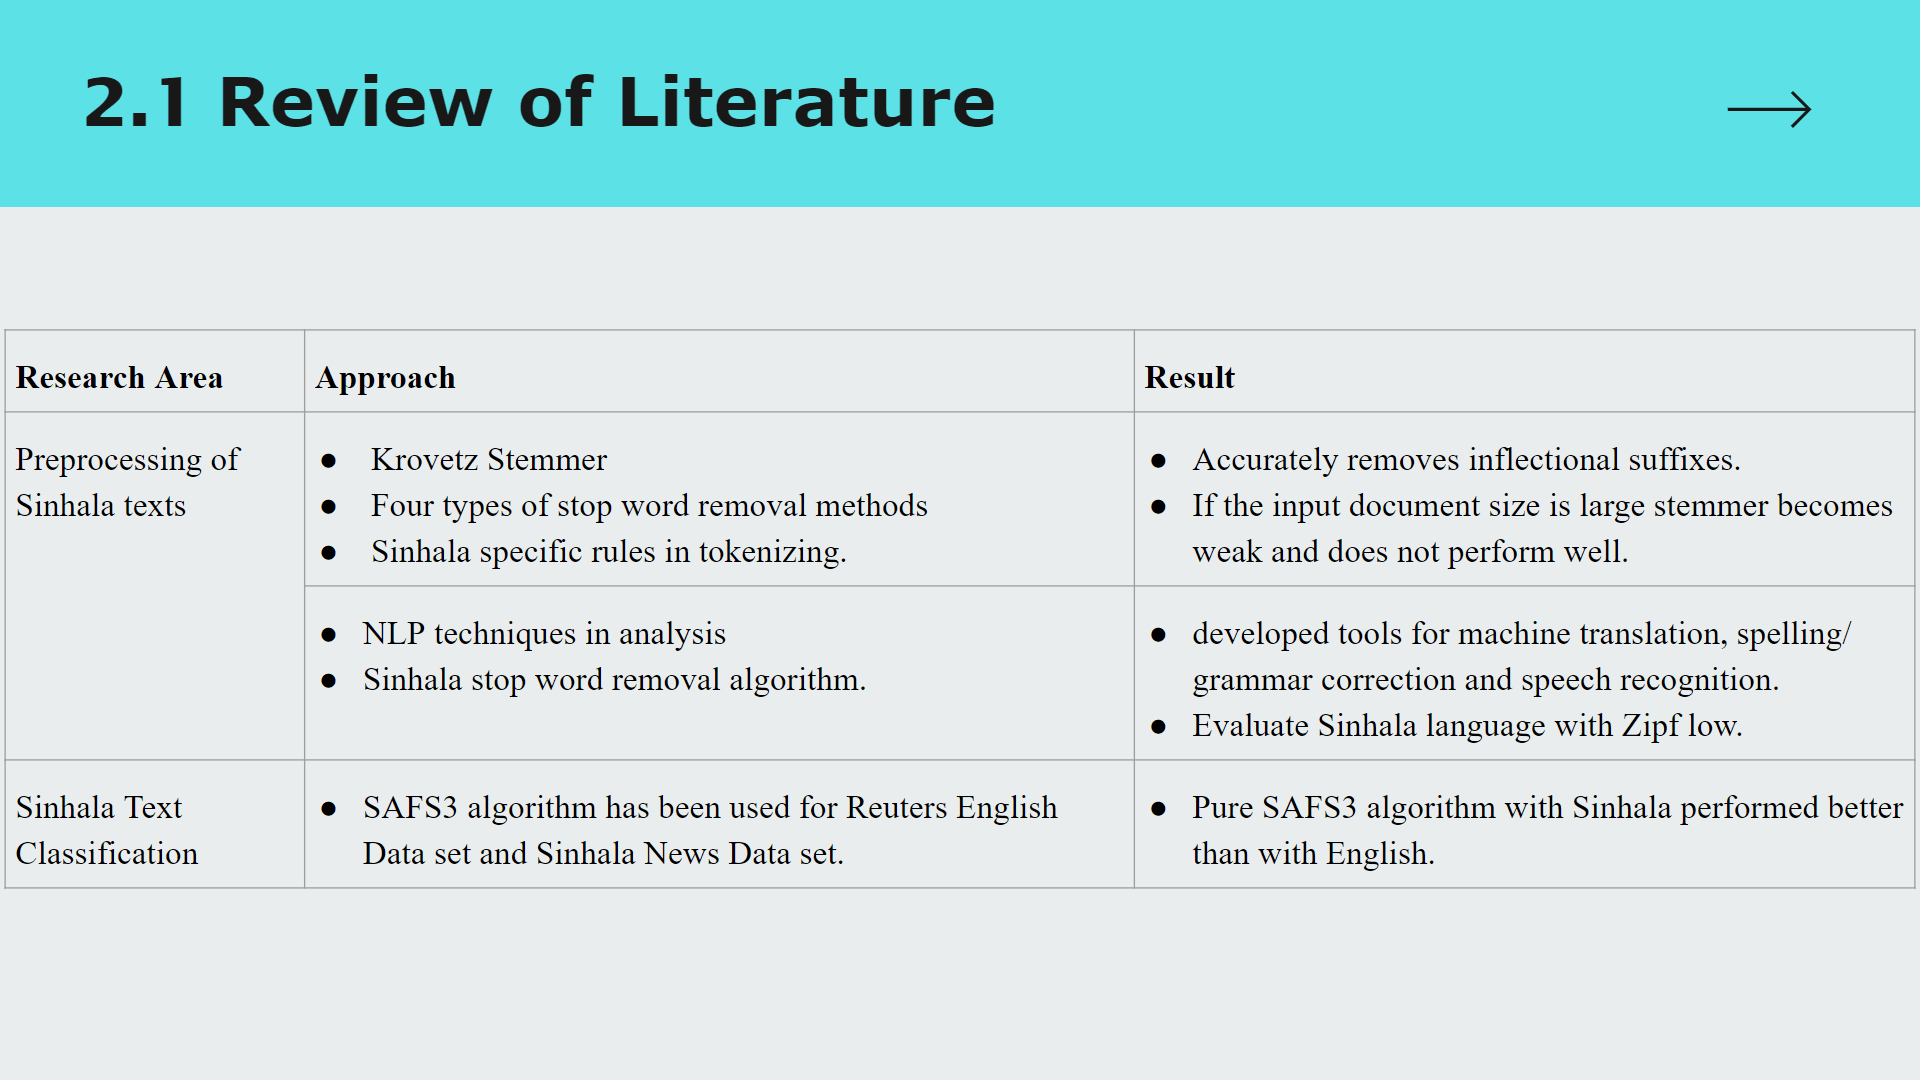 2.1 Review of Literature
Research Area
Approach
Result
Preprocessing of
Sinhala texts
● Krovetz Stemmer
● Four types of stop word removal methods
● Sinhala specific rules in tokenizing.
● Accurately removes inflectional suffixes.
● If the input document size is large stemmer becomes
weak and does not perform well.
● NLP techniques in analysis
● Sinhala stop word removal algorithm.
● developed tools for machine translation, spelling/
grammar correction and speech recognition.
● Evaluate Sinhala language with Zipf low.
Sinhala Text
Classification
● SAFS3 algorithm has been used for Reuters English
Data set and Sinhala News Data set.
● Pure SAFS3 algorithm with Sinhala performed better
than with English.